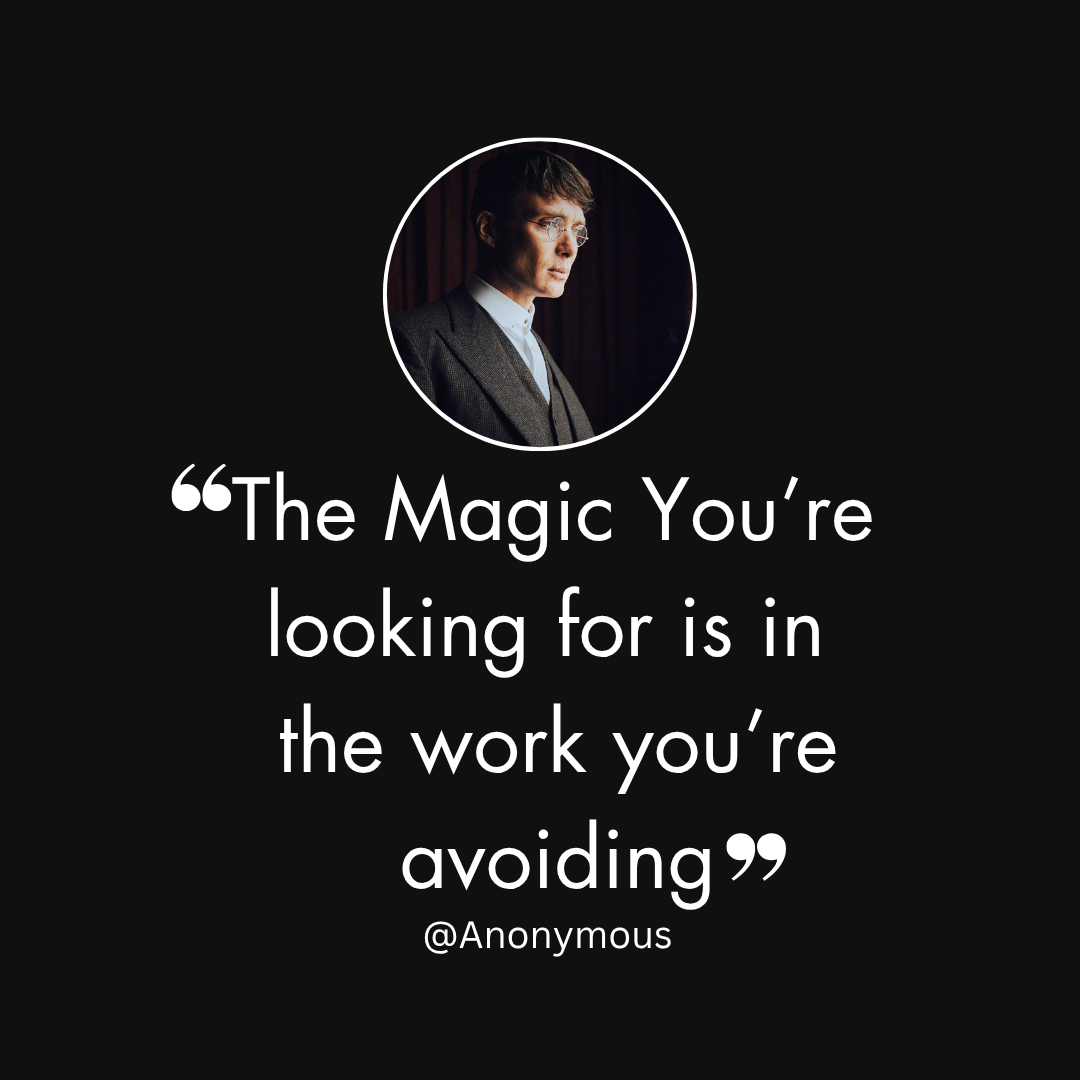 ❝The Magic You’re
looking for is in
the work you’re
avoiding❞
@Anonymous